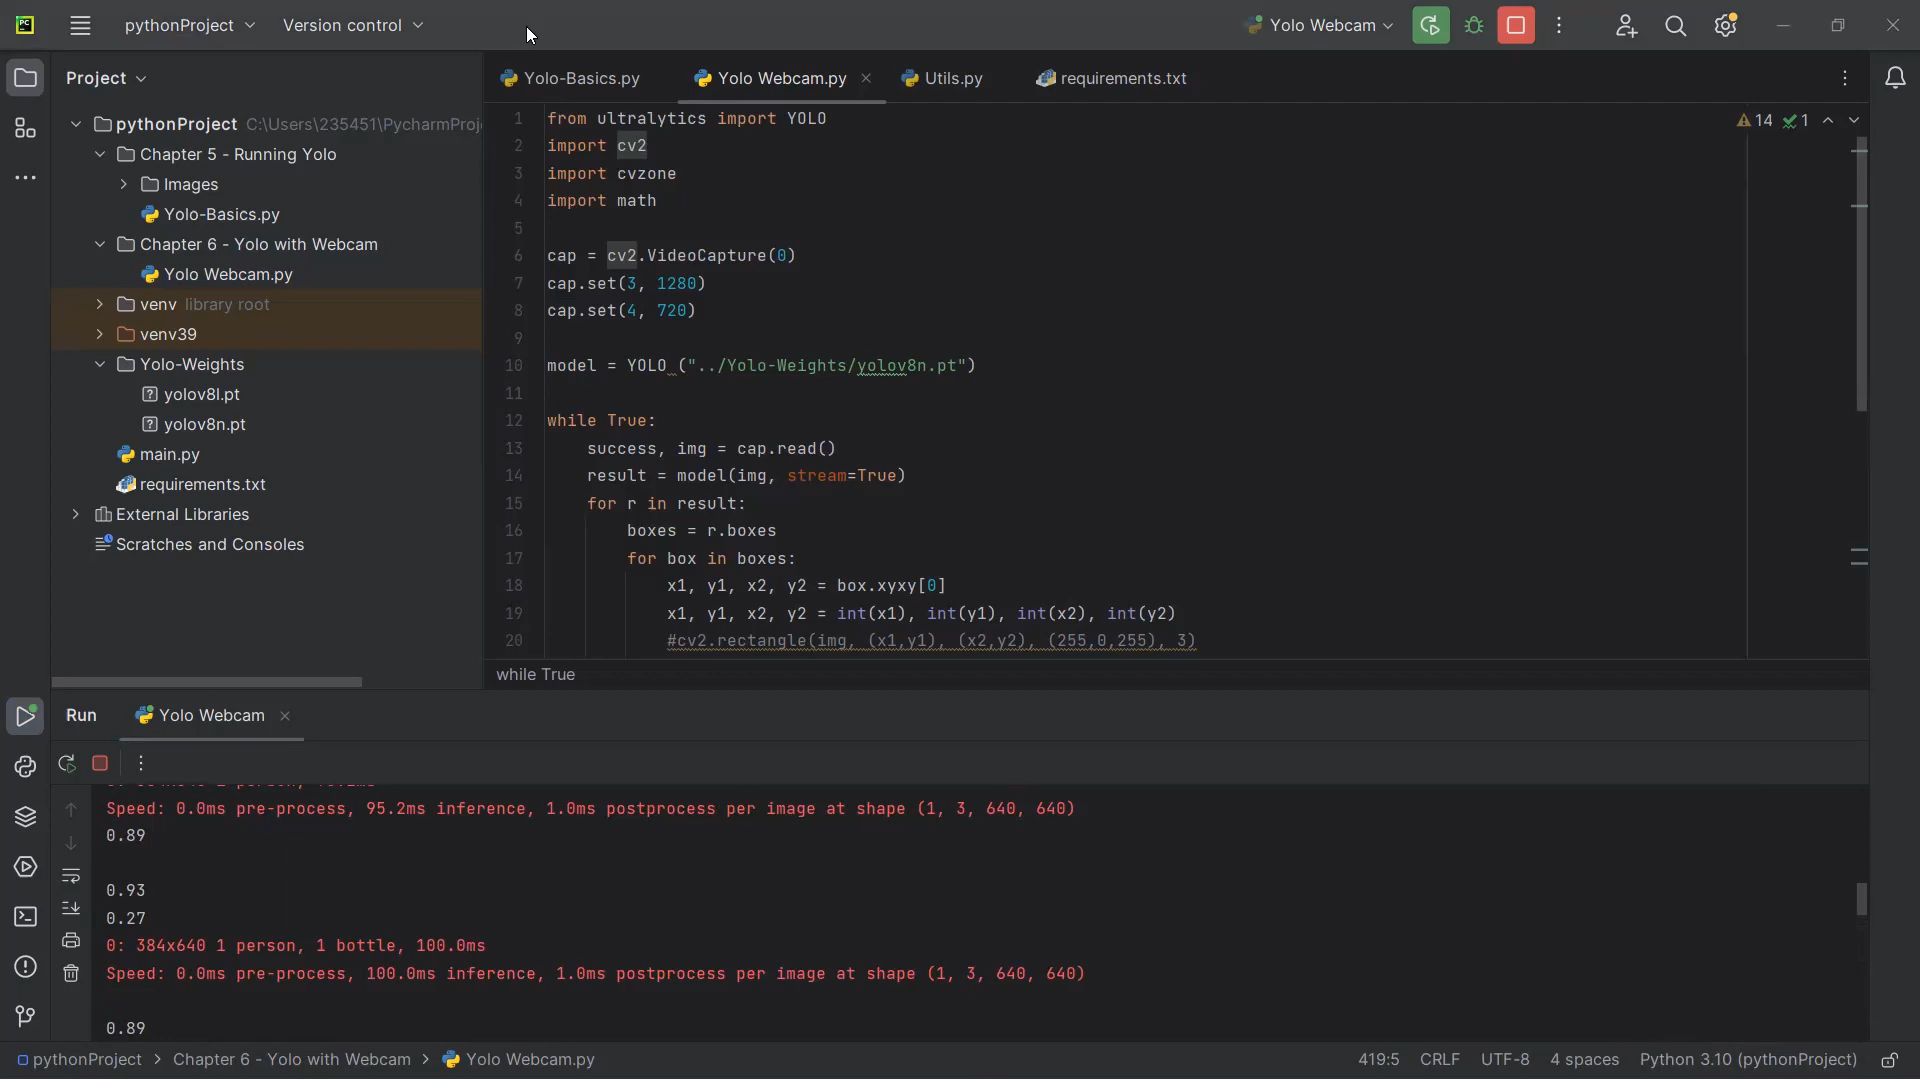 PC
pythonProject
Version control
Yolo Webcam
Project
Yolo-Basics.py
Yolo Webcam.py
Utils.py
requirements.txt
pythonProject C:\Users\235451\PycharmProj
Chapter 5 - Running Yolo
Images
Yolo-Basics.py
Chapter 6 - Yolo with Webcam
Yolo Webcam.py
venv library root
venv39
Yolo-Weights
yolov8l.pt
yolov8n.pt
main.py
requirements.txt
External Libraries
Scratches and Consoles
14 1
1 from ultralytics import YOLO
2 import cv2
3 import cvzone
4 import math
5
6 cap = cv2.VideoCapture(0)
7 cap.set(3, 1280)
8 cap.set(4, 720)
9
10 model = YOLO ("../Yolo-Weights/yolov8n.pt")
11
12 while True:
13 success, img = cap.read()
14 result = model(img, stream=True)
15 for r in result:
16 boxes = r.boxes
17 for box in boxes:
18 x1, y1, x2, y2 = box.xyxy[0]
19 x1, y1, x2, y2 = int(x1), int(y1), int(x2), int(y2)
20 #cv2.rectangle(img, (x1,y1), (x2,y2), (255,0,255), 3)
while True
Run
Yolo Webcam
Speed: 0.0ms pre-process, 95.2ms inference, 1.0ms postprocess per image at shape (1, 3, 640, 640)
0.89
0.93
0.27
0: 384x640 1 person, 1 bottle, 100.0ms
Speed: 0.0ms pre-process, 100.0ms inference, 1.0ms postprocess per image at shape (1, 3, 640, 640)
0.89
pythonProject > Chapter 6 - Yolo with Webcam > Yolo Webcam.py
419:5 CRLF UTF-8 4 spaces Python 3.10 (pythonProject)